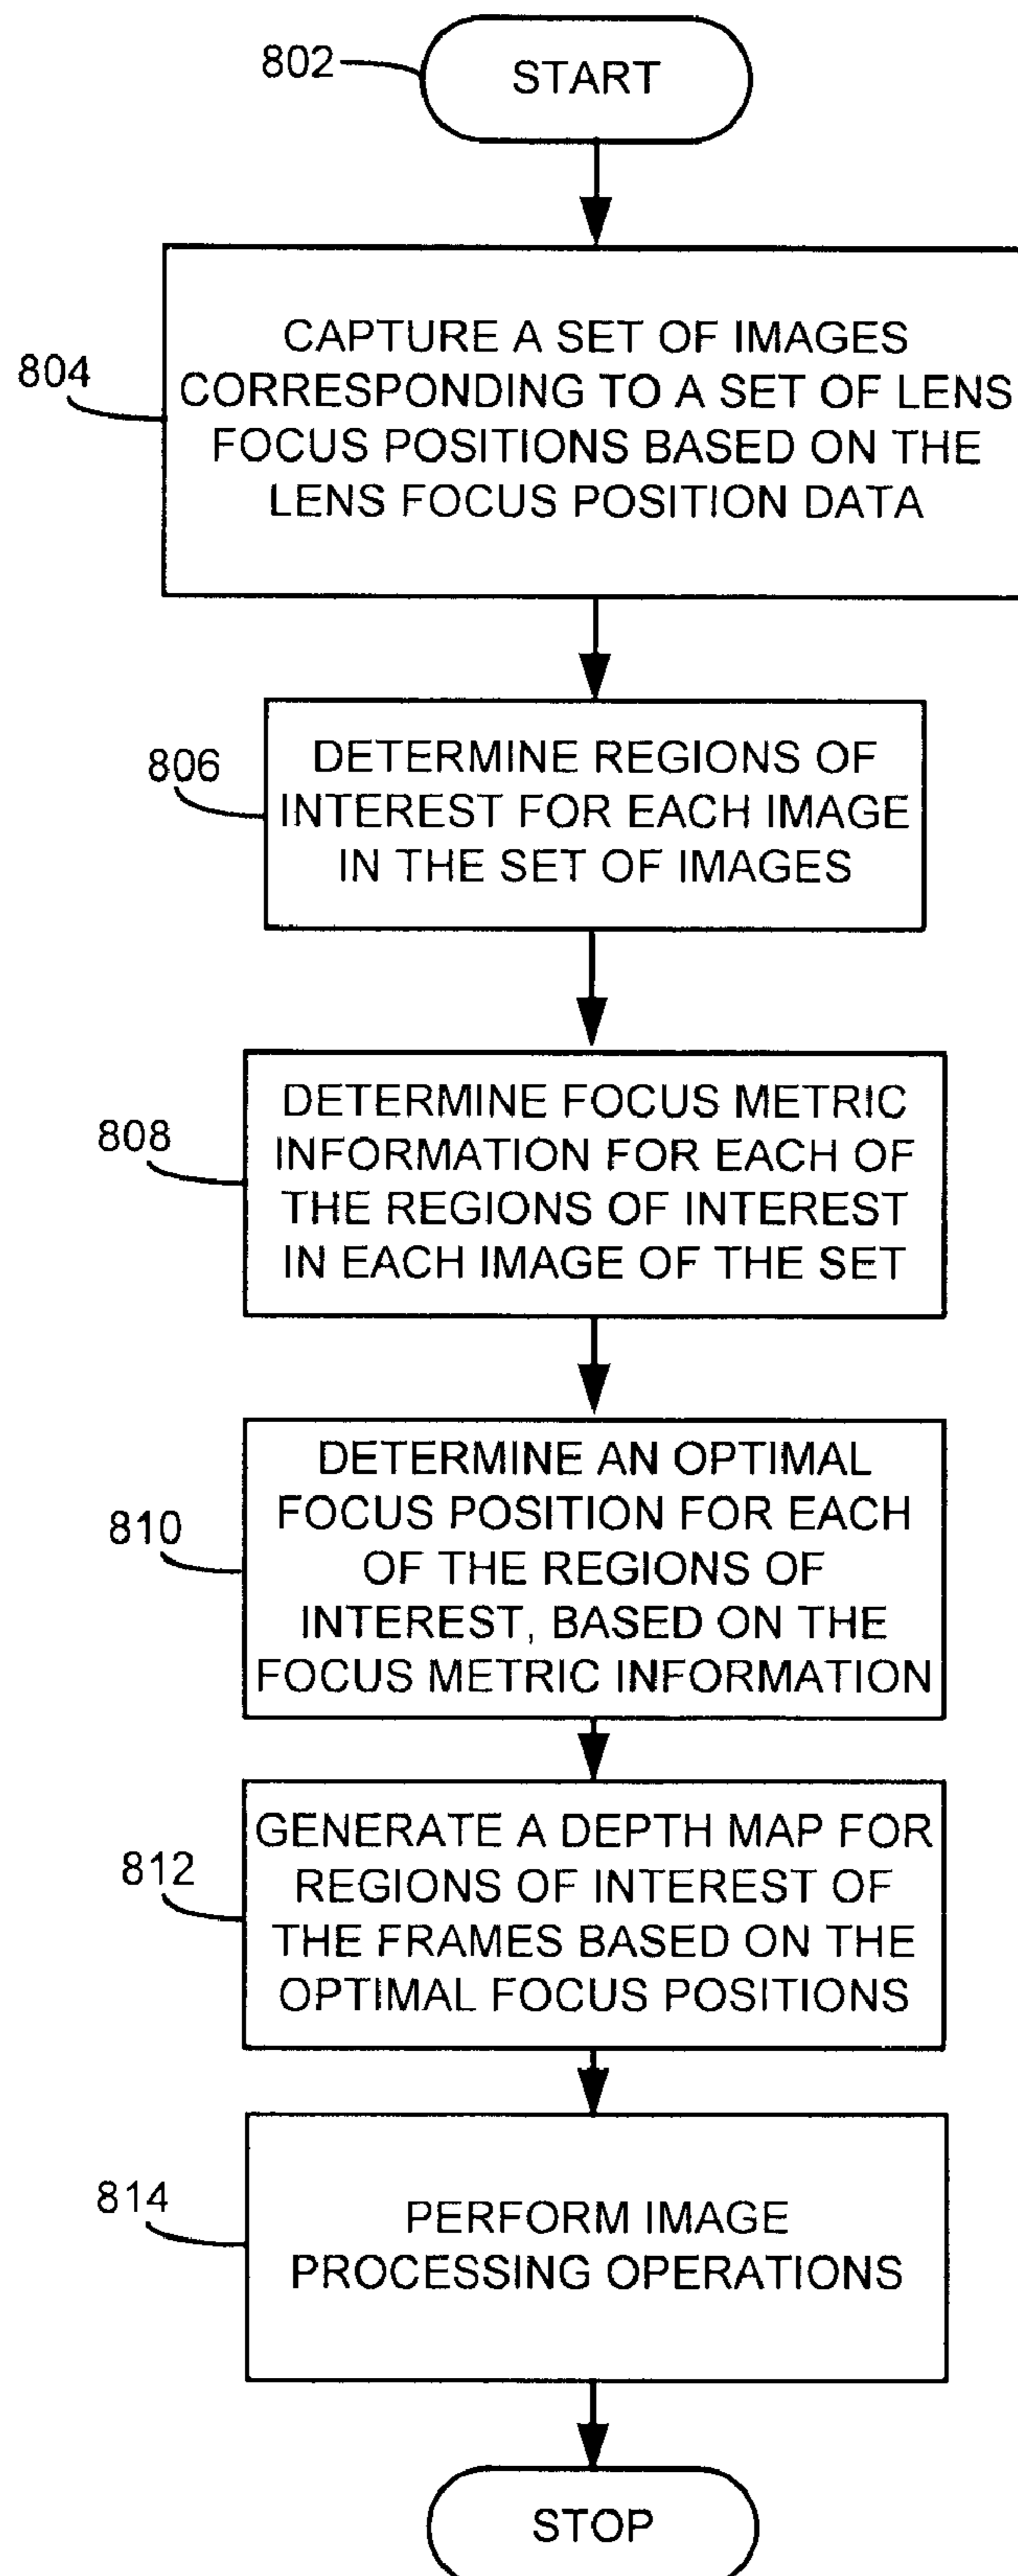 802
START
804
CAPTURE A SET OF IMAGES
CORRESPONDING TO A SET OF LENS
FOCUS POSITIONS BASED ON THE
LENS FOCUS POSITION DATA
806
DETERMINE REGIONS OF
INTEREST FOR EACH IMAGE
IN THE SET OF IMAGES
808
DETERMINE FOCUS METRIC
INFORMATION FOR EACH OF
THE REGIONS OF INTEREST
IN EACH IMAGE OF THE SET
810
DETERMINE AN OPTIMAL
FOCUS POSITION FOR EACH
OF THE REGIONS OF
INTEREST, BASED ON THE
FOCUS METRIC INFORMATION
812
GENERATE A DEPTH MAP FOR
REGIONS OF INTEREST OF
THE FRAMES BASED ON THE
OPTIMAL FOCUS POSITIONS
814
PERFORM IMAGE
PROCESSING OPERATIONS
STOP